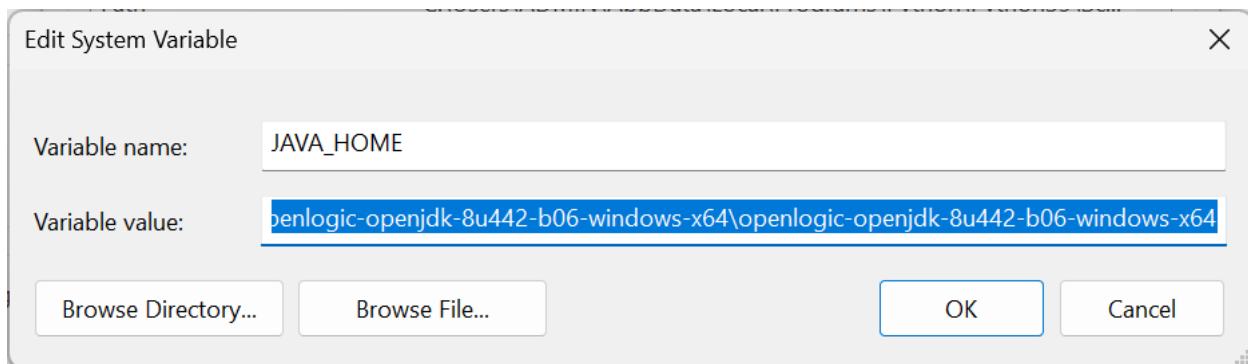 Edit System Variable
Variable name:
JAVA_HOME
Variable value:
penlogic-openjdk-8u442-b06-windows-x64\openlogic-openjdk-8u442-b06-windows-x64
Browse Directory...
Browse File...
OK
Cancel